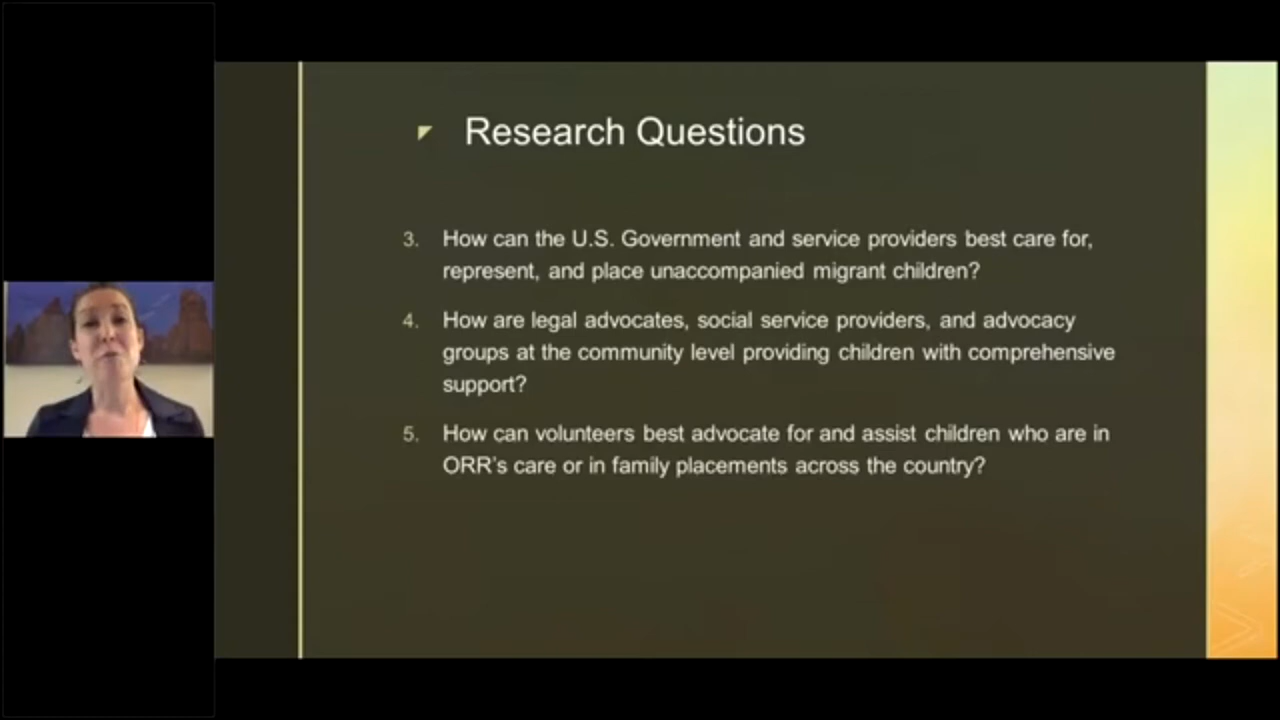 Research Questions
3. How can the U.S. Government and service providers best care for,
represent, and place unaccompanied migrant children?
4. How are legal advocates, social service providers, and advocacy
groups at the community level providing children with comprehensive
support?
5. How can volunteers best advocate for and assist children who are in
ORR's care or in family placements across the country?